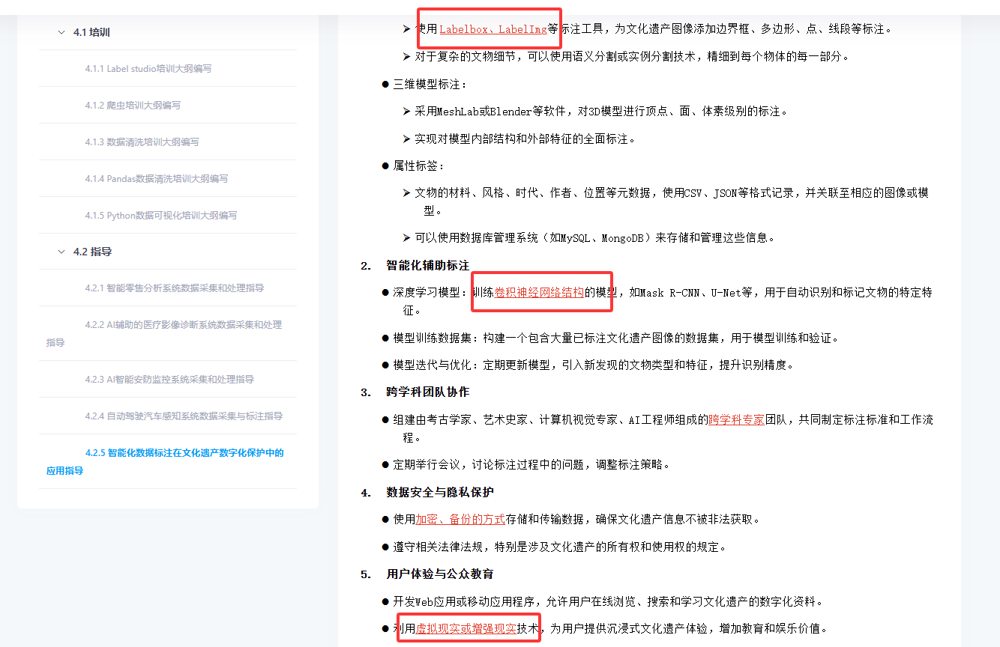 4.1 培训
4.1.1 Label studio培训大纲编写
4.1.2 爬虫培训大纲编写
4.1.3 数据清洗培训大纲编写
4.1.4 Pandas数据清洗培训大纲编写
4.1.5 Python数据可视化培训大纲编写
4.2 指导
4.2.1 智能零售分析系统数据采集和处理指导
4.2.2 AI辅助的医疗影像诊断系统数据采集和处理
指导
4.2.3 AI智能安防监控系统采集和处理指导
4.2.4 自动驾驶汽车感知系统数据采集与标注指导
4.2.5 智能化数据标注在文化遗产数字化保护中的
应用指导
➢ 使用Labelbox、LabelImg等标注工具，为文化遗产图像添加边界框、多边形、点、线段等标注。
➢ 对于复杂的文物细节，可以使用语义分割或实例分割技术，精细到每个物体的每一部分。
● 三维模型标注：
➢ 采用MeshLab或Blender等软件，对3D模型进行顶点、面、体素级别的标注。
➢ 实现对模型内部结构和外部特征的全面标注。
● 属性标签：
➢ 文物的材料、风格、时代、作者、位置等元数据，使用CSV、JSON等格式记录，并关联至相应的图像或模
型。
➢ 可以使用数据库管理系统（如MySQL、MongoDB）来存储和管理这些信息。
2. 智能化辅助标注
● 深度学习模型：训练卷积神经网络结构的模型，如Mask R-CNN、U-Net等，用于自动识别和标记文物的特定特
征。
● 模型训练数据集：构建一个包含大量已标注文化遗产图像的数据集，用于模型训练和验证。
● 模型迭代与优化：定期更新模型，引入新发现的文物类型和特征，提升识别精度。
3. 跨学科团队协作
● 组建由考古学家、艺术史家、计算机视觉专家、AI工程师组成的跨学科专家团队，共同制定标注标准和工作流
程。
● 定期举行会议，讨论标注过程中的问题，调整标注策略。
4. 数据安全与隐私保护
● 使用加密、备份的方式存储和传输数据，确保文化遗产信息不被非法获取。
● 遵守相关法律法规，特别是涉及文化遗产的所有权和使用权的规定。
5. 用户体验与公众教育
● 开发Web应用或移动应用程序，允许用户在线浏览、搜索和学习文化遗产的数字化资料。
● 利用虚拟现实或增强现实技术，为用户提供沉浸式文化遗产体验，增加教育和娱乐价值。